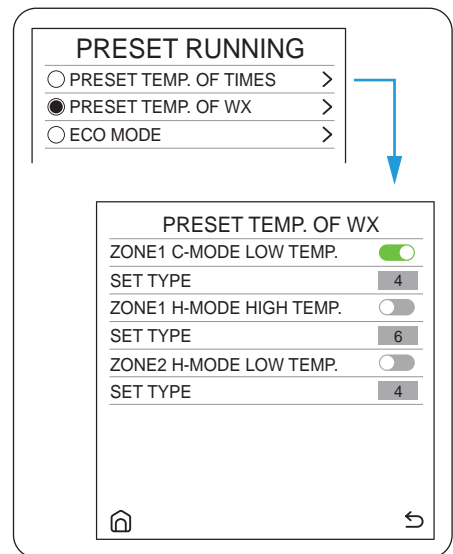 PRESET RUNNING
PRESET TEMP. OF TIMES
PRESET TEMP. OF WX
ECO MODE
PRESET TEMP. OF WX
ZONE1 C-MODE LOW TEMP.
SET TYPE 4
ZONE1 H-MODE HIGH TEMP.
SET TYPE 6
ZONE2 H-MODE LOW TEMP.
SET TYPE 4